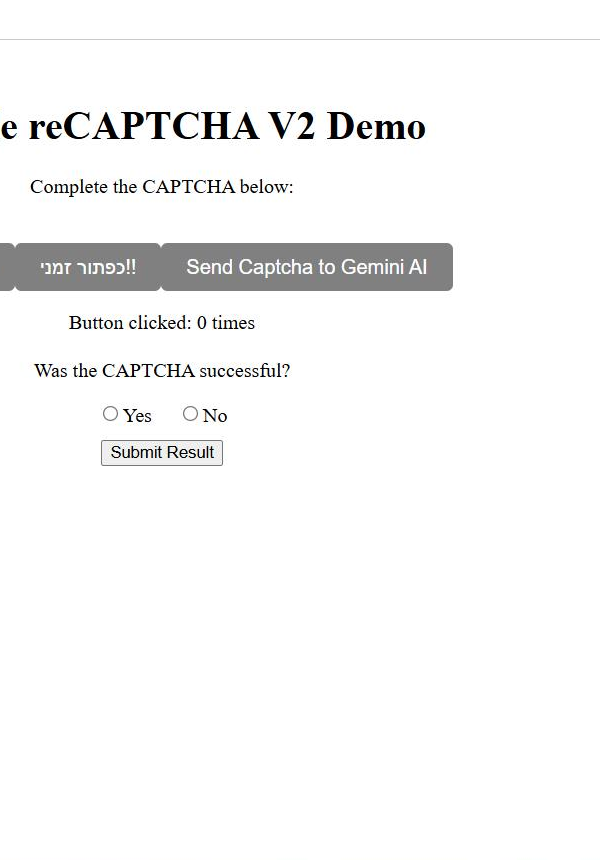 e reCAPTCHA V2 Demo
Complete the CAPTCHA below:
כפתור זמני!!
Send Captcha to Gemini AI
Button clicked: 0 times
Was the CAPTCHA successful?
Yes No
Submit Result